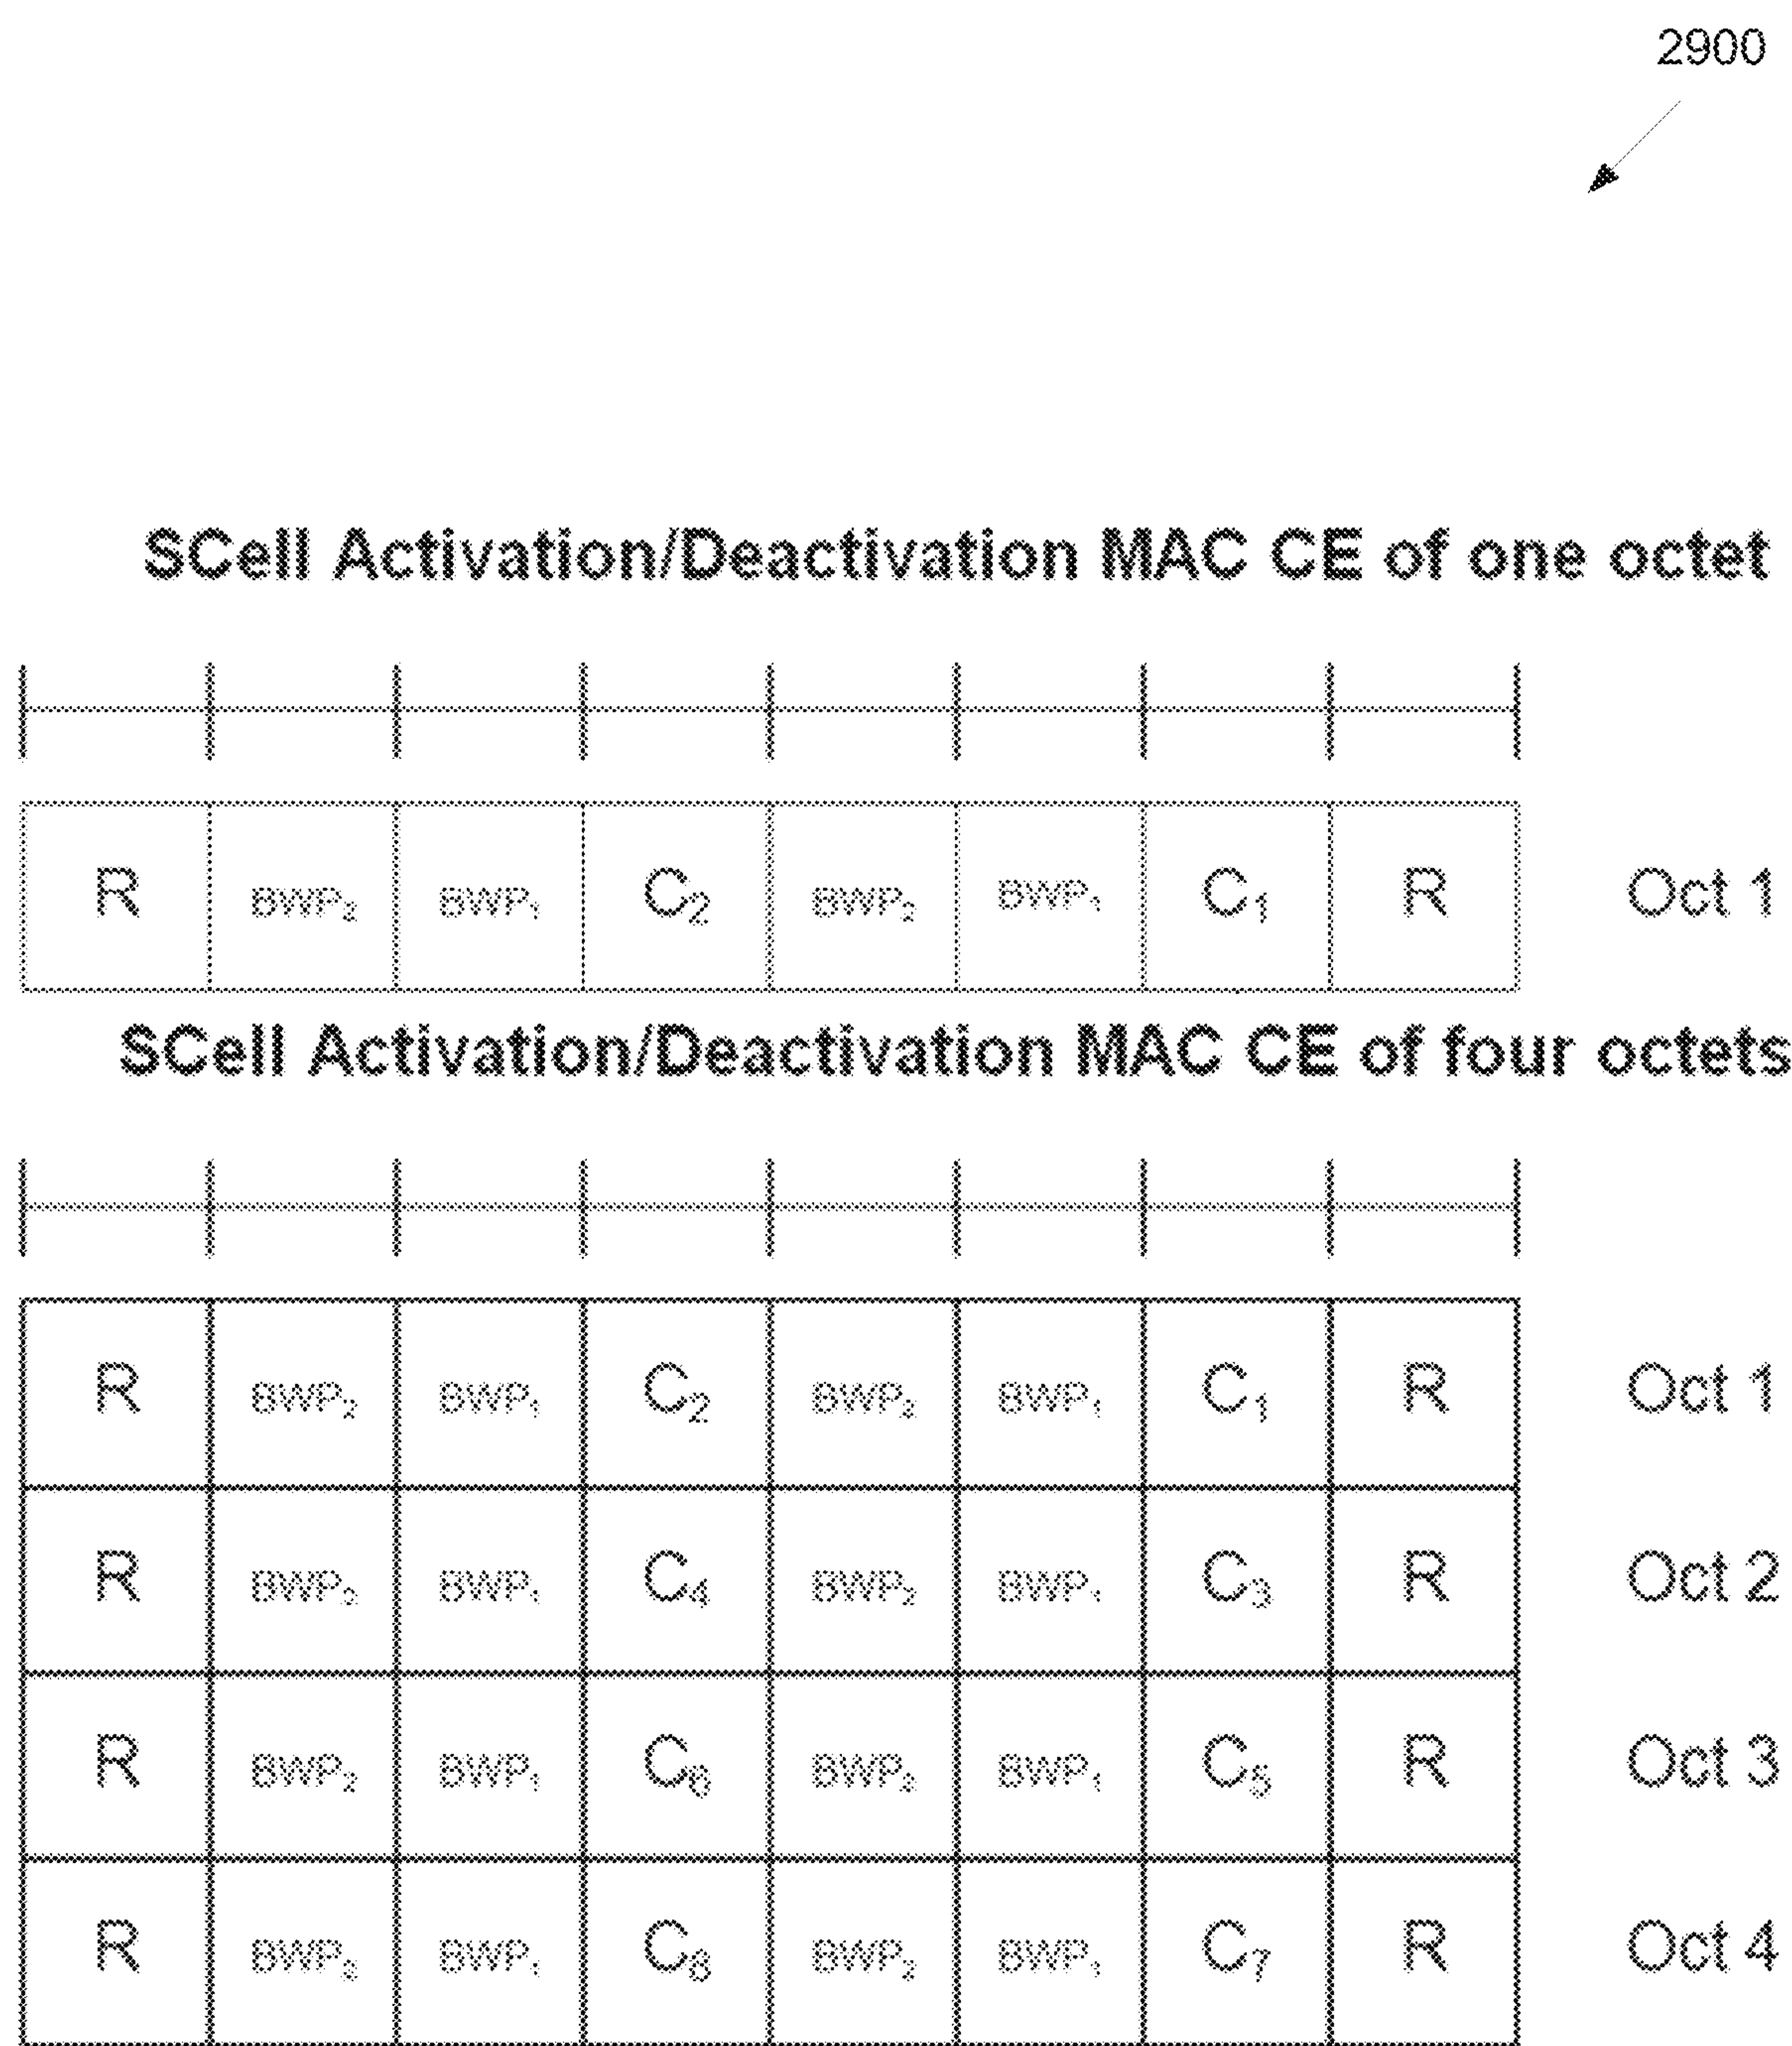 2900
SCell Activation/Deactivation MAC CE of one octet
R BWP₂ BWP₁ C₂ BWP₂ BWP₁ C₁ R Oct 1
SCell Activation/Deactivation MAC CE of four octets
R BWP₂ BWP₁ C₂ BWP₂ BWP₁ C₁ R Oct 1
R BWP₂ BWP₁ C₄ BWP₂ BWP₁ C₃ R Oct 2
R BWP₂ BWP₁ C₆ BWP₂ BWP₁ C₅ R Oct 3
R BWP₂ BWP₁ C₈ BWP₂ BWP₁ C₇ R Oct 4